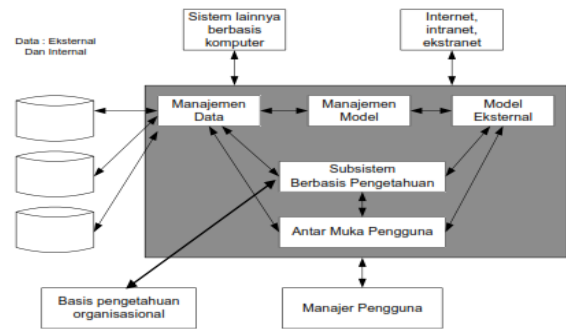 Sistem lainnya
berbasis
komputer
Internet,
intranet,
ekstranet
Data : Eksternal
Dan Internal
Manajemen
Data
Manajemen
Model
Model
Eksternal
Subsistem
Berbasis Pengetahuan
Antar Muka Pengguna
Basis pengetahuan
organisasional
Manajer Pengguna